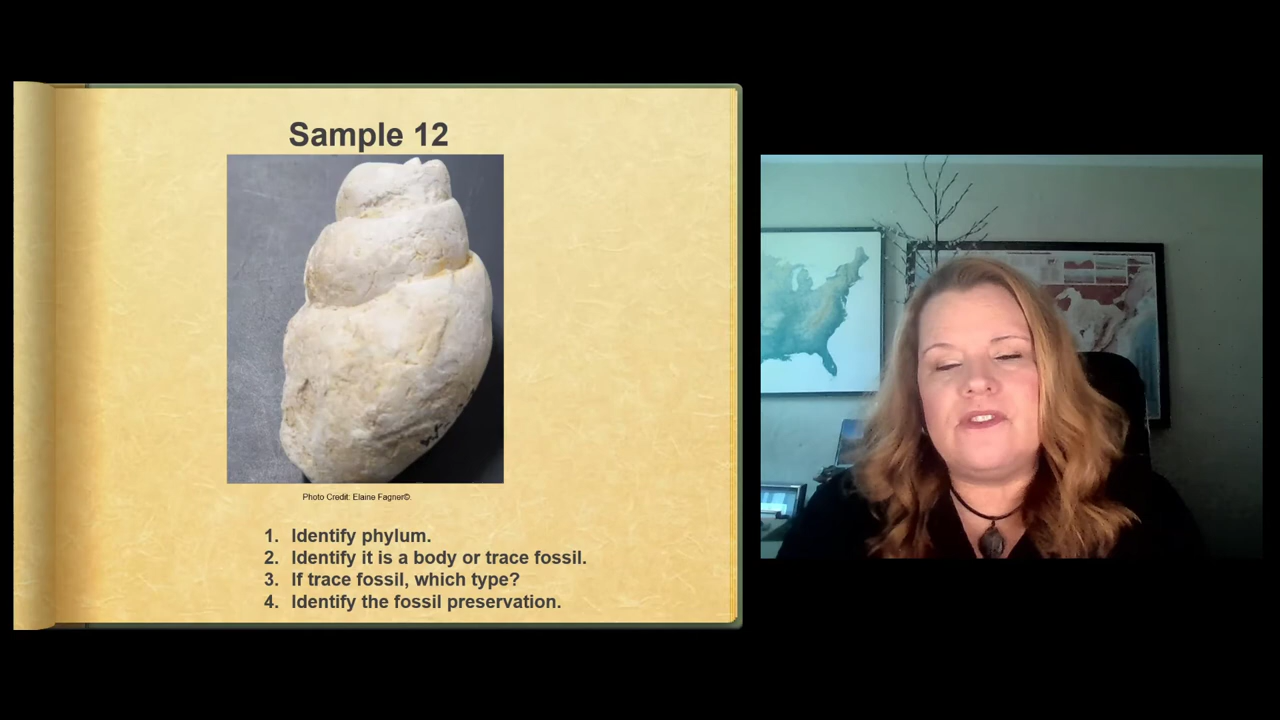 Sample 12
Photo Credit: Elaine Fagner©.
1. Identify phylum.
2. Identify it is a body or trace fossil.
3. If trace fossil, which type?
4. Identify the fossil preservation.